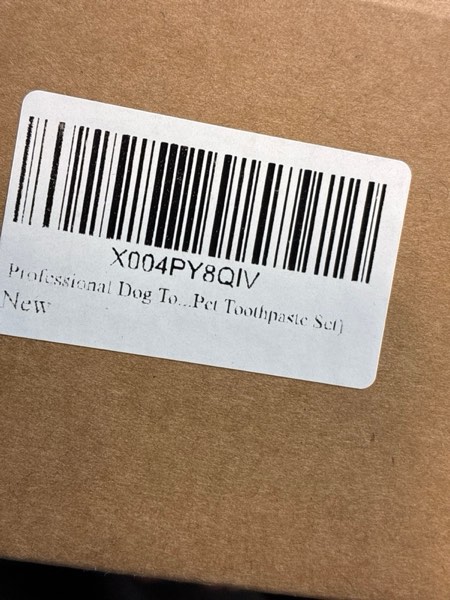 X004PY8QIV
Professional Dog To...Pet Toothpaste Set)
New